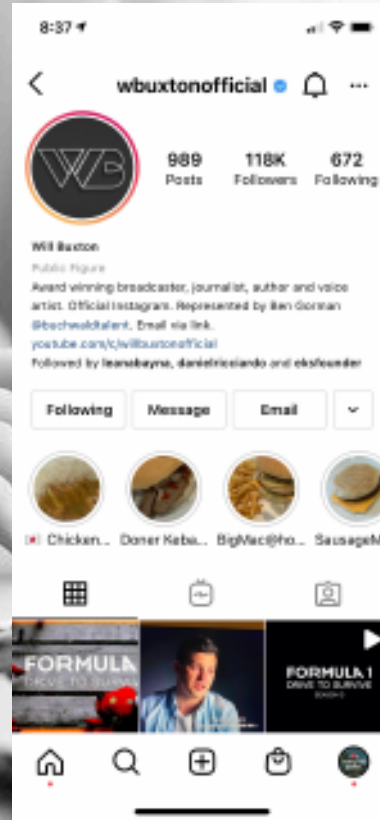 8:37
wbuxtonofficial
989 118K 672
Posts Followers Following
Will Buxton
Public Figure
Award winning broadcaster, journalist, author and voice
artist. Official Instagram. Represented by Ben Gorman
@buchwaldtalent. Email via link.
youtube.com/c/willbuxtonofficial
Followed by leanabayna, danielricciardo and eksfounder
Following Message Email
Chicken... Doner Keba... BigMac@ho... SausageM
FORMULA
DRIVE TO SURVIVE
FORMULA 1
DRIVE TO SURVIVE